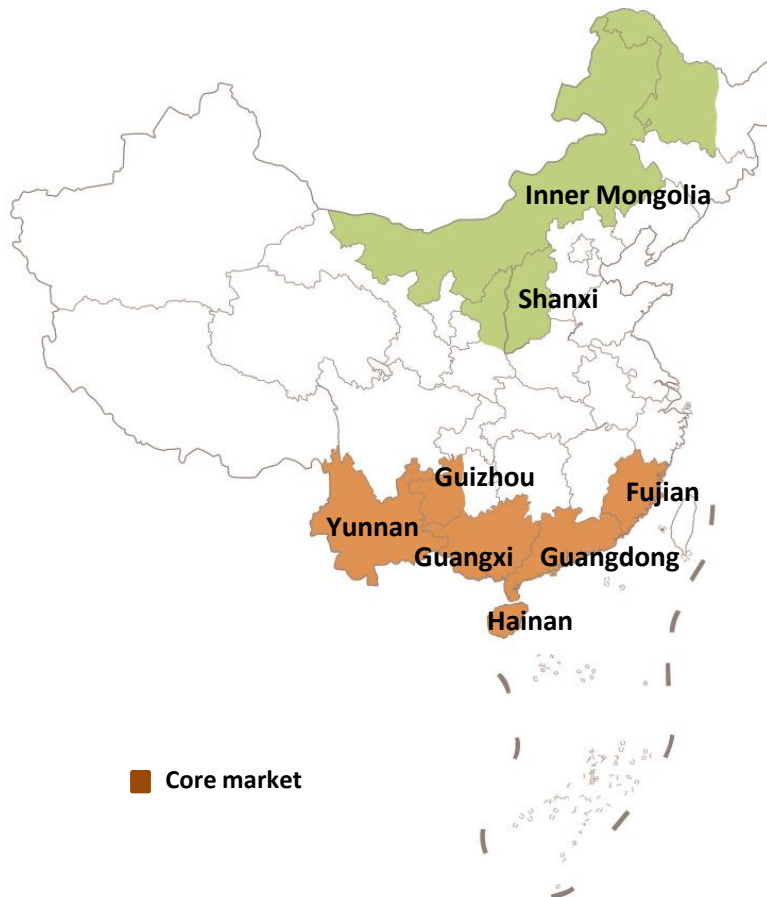 Inner Mongolia
Shanxi
Guizhou
Fujian
Yunnan
Guangxi
Guangdong
Hainan
Core market